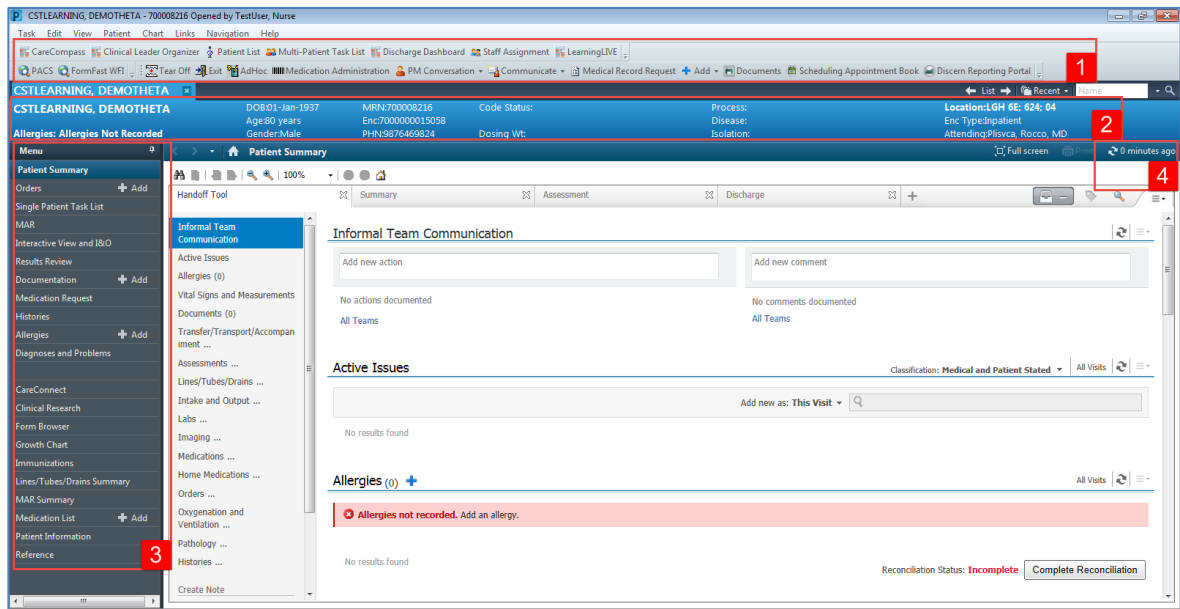 CSTLEARNING, DEMOTHETA - 700008216 Opened by TestUser, Nurse
Task Edit View Patient Chart Links Navigation Help
CareCompass Clinical Leader Organizer Patient List Multi-Patient Task List Discharge Dashboard Staff Assignment LearningLIVE
PACS FormFast WFI Tear Off Exit AdHoc Medication Administration PM Conversation Communicate Medical Record Request Add Documents Scheduling Appointment Book Discern Reporting Portal
1
CSTLEARNING, DEMOTHETA List Recent Name
CSTLEARNING, DEMOTHETA DOB:01-Jan-1937 MRN:700008216 Code Status: Process: Location:LGH 6E; 624; 04
Age:80 years Enc:7000000015058 Disease: Enc Type:Inpatient
Allergies: Allergies Not Recorded Gender:Male PHN:9876469824 Dosing Wt: Isolation: Attending:Plisvca, Rocco, MD
2
Menu Patient Summary Full screen Print 0 minutes ago
4
Patient Summary
Orders + Add
Single Patient Task List
MAR
Interactive View and I&O
Results Review
Documentation + Add
Medication Request
Histories
Allergies + Add
Diagnoses and Problems
CareConnect
Clinical Research
Form Browser
Growth Chart
Immunizations
Lines/Tubes/Drains Summary
MAR Summary
Medication List + Add
Patient Information
Reference
3
100%
Handoff Tool Summary Assessment Discharge +
Informal Team
Communication
Active Issues
Allergies (0)
Vital Signs and Measurements
Documents (0)
Transfer/Transport/Accompan
iment ...
Assessments ...
Lines/Tubes/Drains ...
Intake and Output ...
Labs ...
Imaging ...
Medications ...
Home Medications ...
Orders ...
Oxygenation and
Ventilation ...
Pathology ...
Histories ...
Create Note
Informal Team Communication
Add new action Add new comment
No actions documented No comments documented
All Teams All Teams
Active Issues Classification: Medical and Patient Stated All Visits
Add new as: This Visit
No results found
Allergies (0) + All Visits
Allergies not recorded. Add an allergy.
No results found
Reconciliation Status: Incomplete Complete Reconciliation